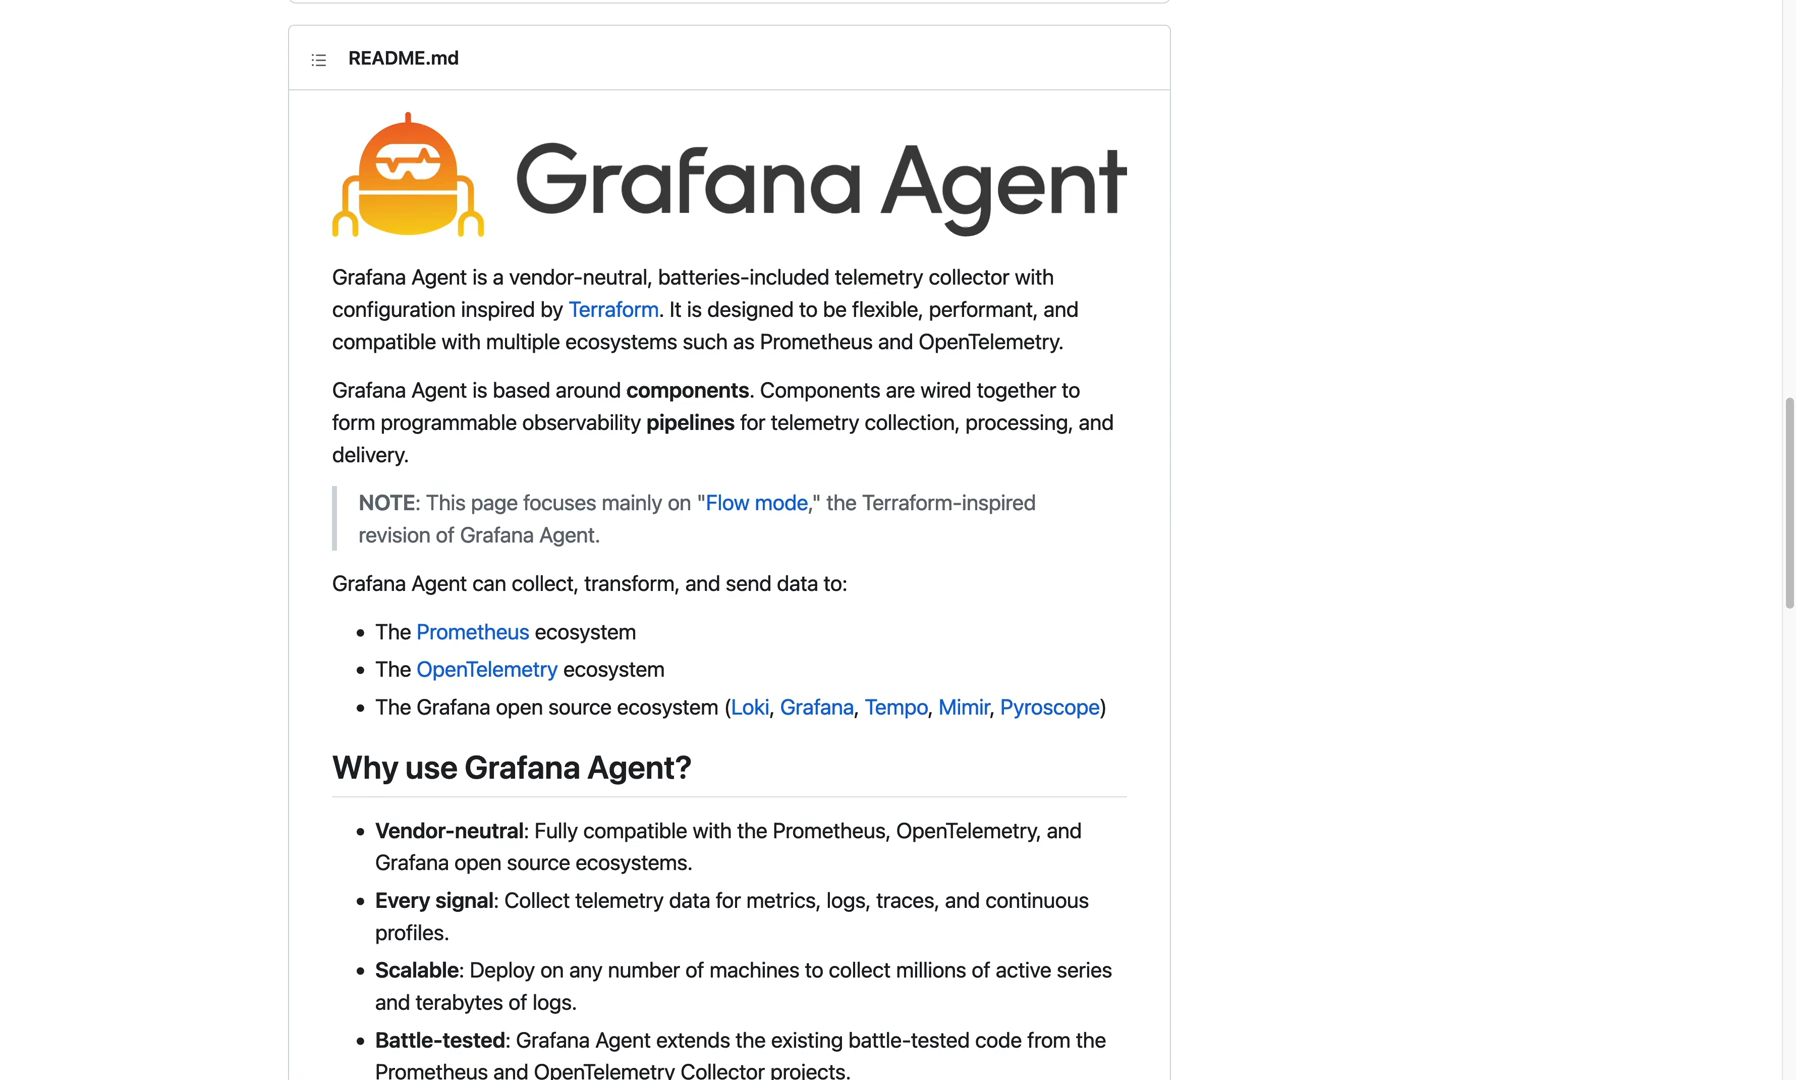 README.md
Grafana Agent
Grafana Agent is a vendor-neutral, batteries-included telemetry collector with
configuration inspired by Terraform. It is designed to be flexible, performant, and
compatible with multiple ecosystems such as Prometheus and OpenTelemetry.
Grafana Agent is based around components. Components are wired together to
form programmable observability pipelines for telemetry collection, processing, and
delivery.
NOTE: This page focuses mainly on "Flow mode," the Terraform-inspired
revision of Grafana Agent.
Grafana Agent can collect, transform, and send data to:
• The Prometheus ecosystem
• The OpenTelemetry ecosystem
• The Grafana open source ecosystem (Loki, Grafana, Tempo, Mimir, Pyroscope)
Why use Grafana Agent?
• Vendor-neutral: Fully compatible with the Prometheus, OpenTelemetry, and
Grafana open source ecosystems.
• Every signal: Collect telemetry data for metrics, logs, traces, and continuous
profiles.
• Scalable: Deploy on any number of machines to collect millions of active series
and terabytes of logs.
• Battle-tested: Grafana Agent extends the existing battle-tested code from the
Prometheus and OpenTelemetry Collector projects.